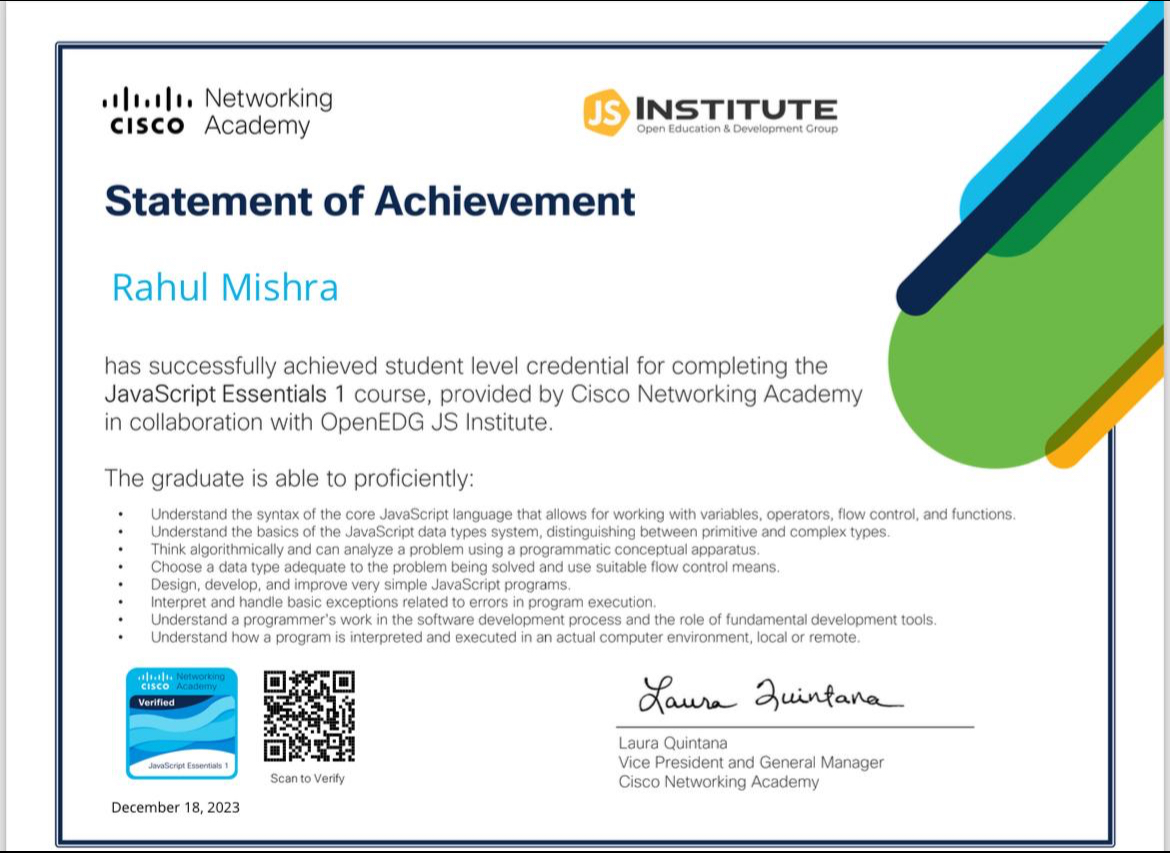 Networking
CISCO Academy
JS INSTITUTE
Open Education & Development Group
Statement of Achievement
Rahul Mishra
has successfully achieved student level credential for completing the
JavaScript Essentials 1 course, provided by Cisco Networking Academy
in collaboration with OpenEDG JS Institute.
The graduate is able to proficiently:
• Understand the syntax of the core JavaScript language that allows for working with variables, operators, flow control, and functions.
• Understand the basics of the JavaScript data types system, distinguishing between primitive and complex types.
• Think algorithmically and can analyze a problem using a programmatic conceptual apparatus.
• Choose a data type adequate to the problem being solved and use suitable flow control means.
• Design, develop, and improve very simple JavaScript programs.
• Interpret and handle basic exceptions related to errors in program execution.
• Understand a programmer's work in the software development process and the role of fundamental development tools.
• Understand how a program is interpreted and executed in an actual computer environment, local or remote.
Networking
CISCO Academy
Verified
JavaScript Essentials 1
Scan to Verify
December 18, 2023
Laura Quintana
Laura Quintana
Vice President and General Manager
Cisco Networking Academy